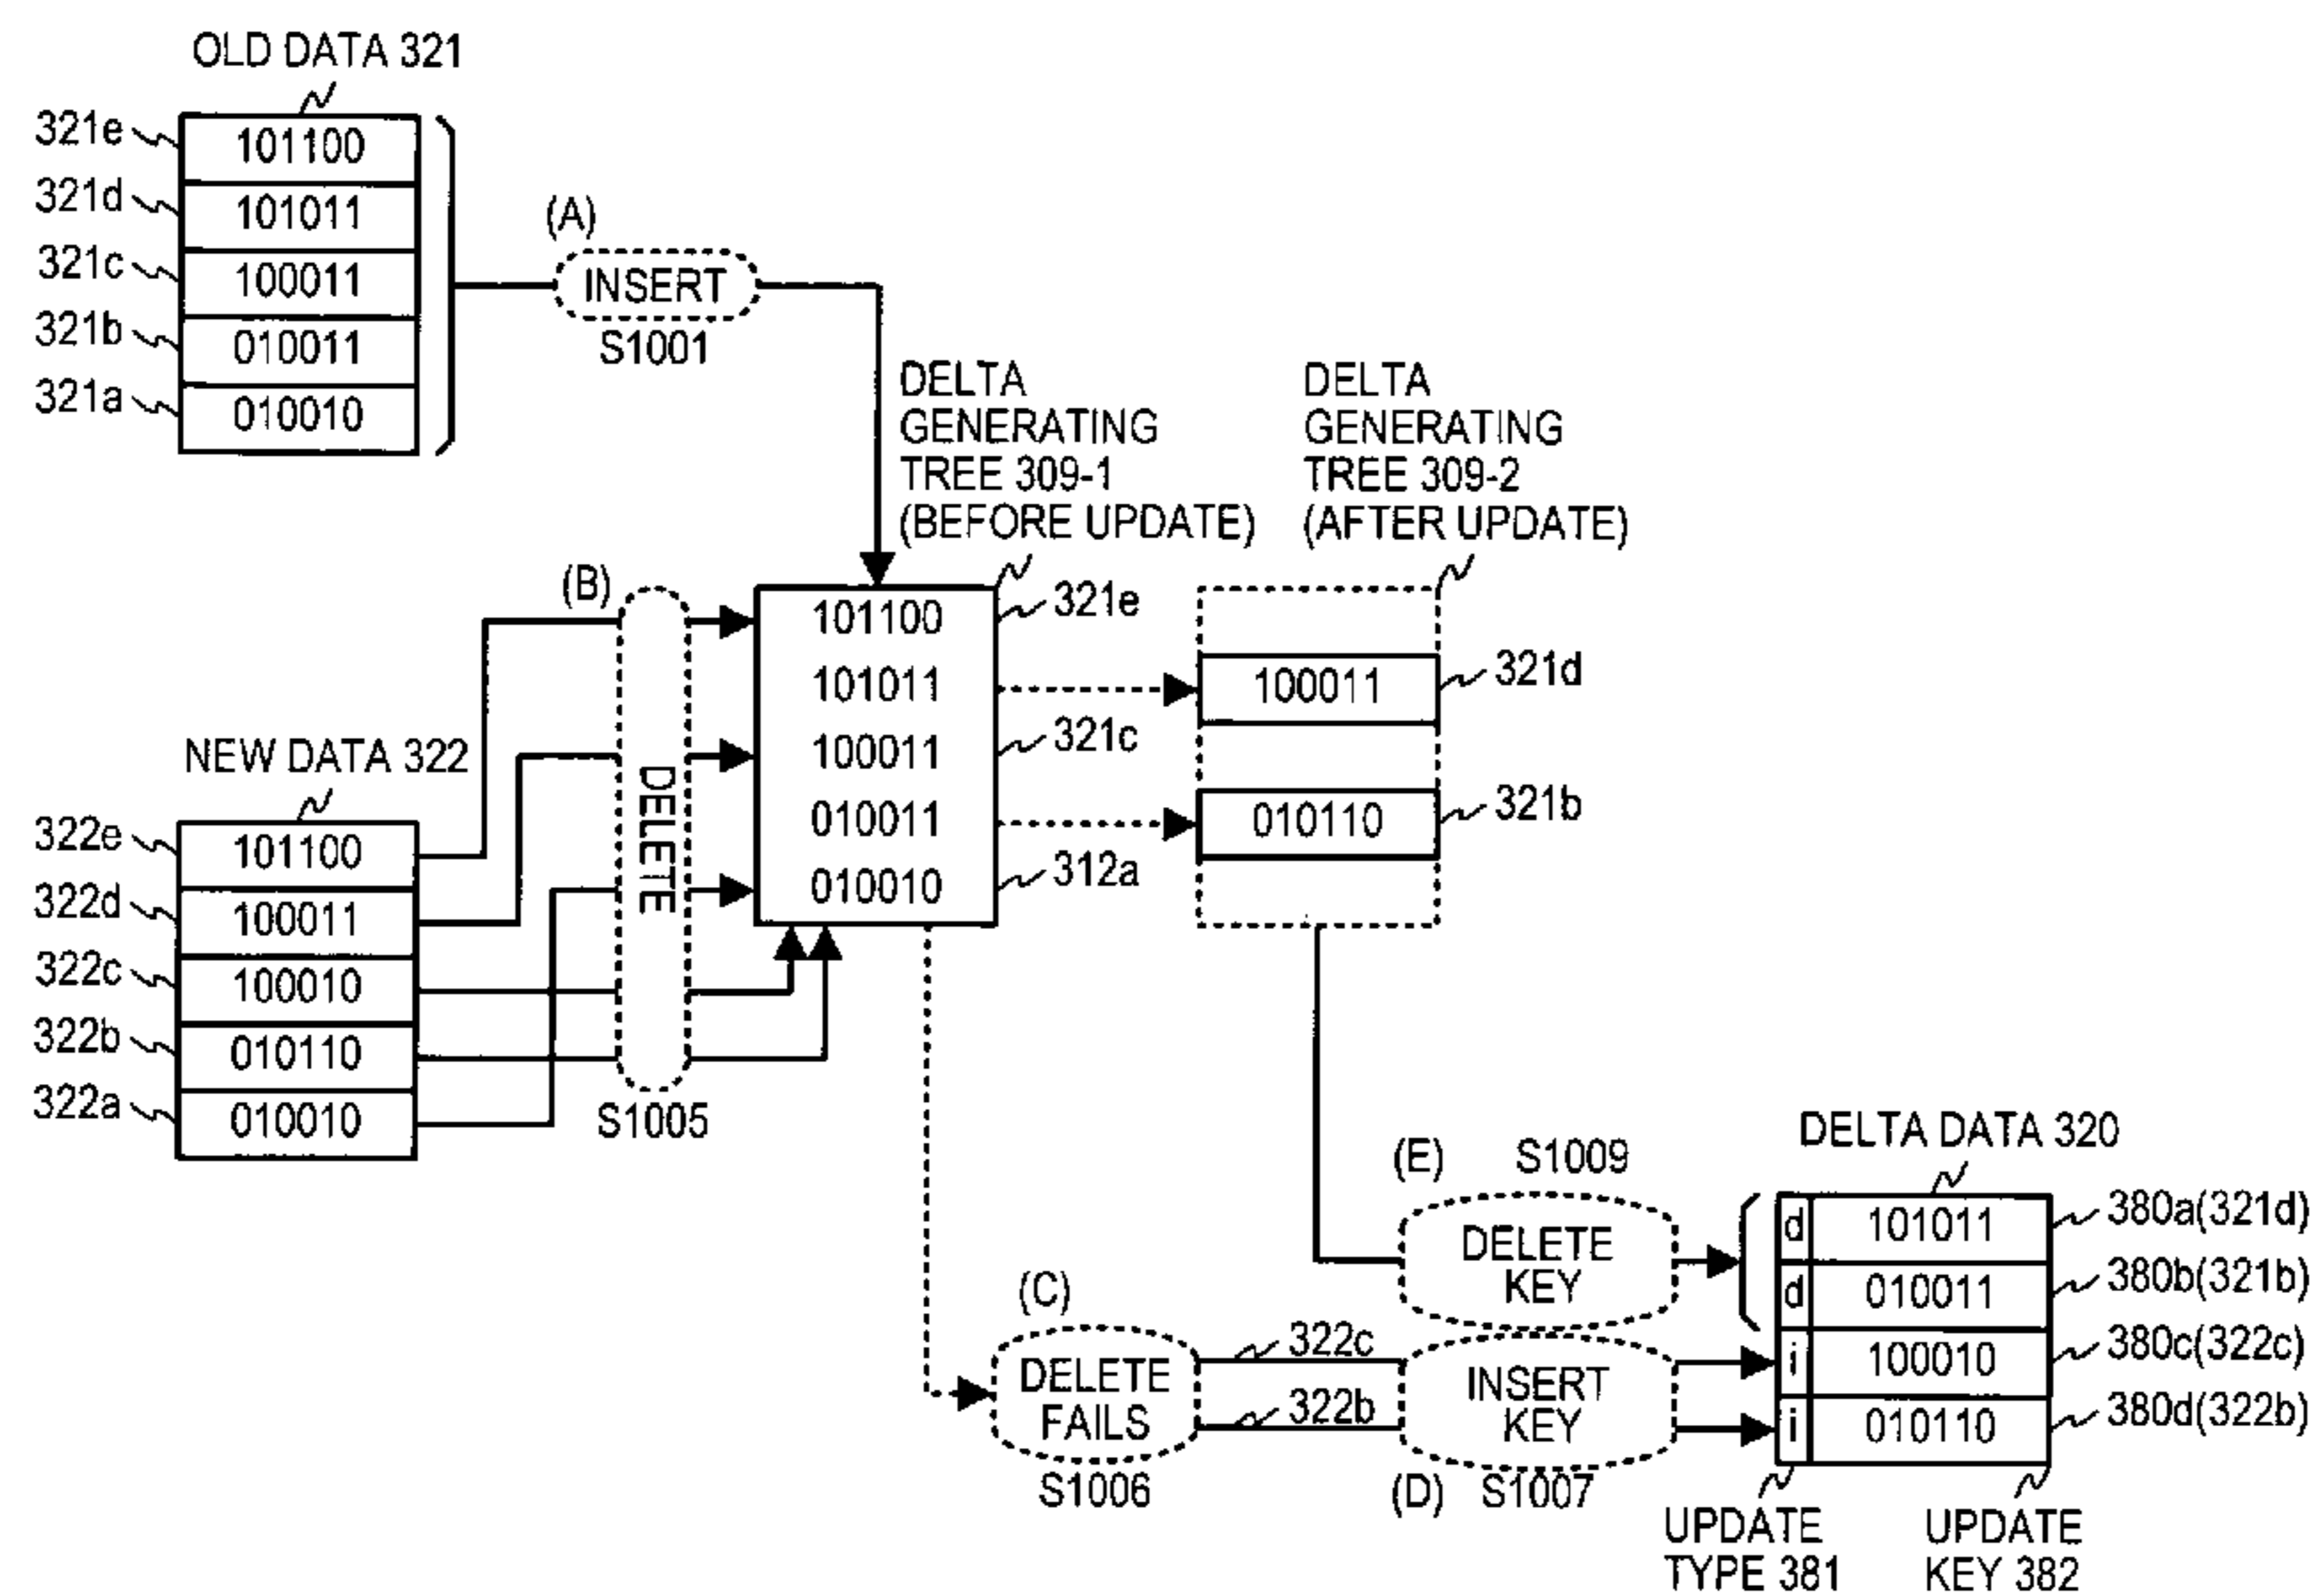 OLD DATA 321
321e
101100
321d
101011
321c
100011
321b
010011
321a
010010
(A)
INSERT
S1001
DELTA
GENERATING
TREE 309-1
(BEFORE UPDATE)
DELTA
GENERATING
TREE 309-2
(AFTER UPDATE)
(B)
DELETE
S1005
101100
321e
101011
100011
321c
010011
010010
312a
100011
321d
010110
321b
NEW DATA 322
322e
101100
322d
100011
322c
100010
322b
010110
322a
010010
(C)
DELETE
FAILS
S1006
322c
322b
(E)
S1009
DELETE
KEY
INSERT
KEY
(D)
S1007
DELTA DATA 320
d 101011 380a(321d)
d 010011 380b(321b)
i 100010 380c(322c)
i 010110 380d(322b)
UPDATE
TYPE 381
UPDATE
KEY 382